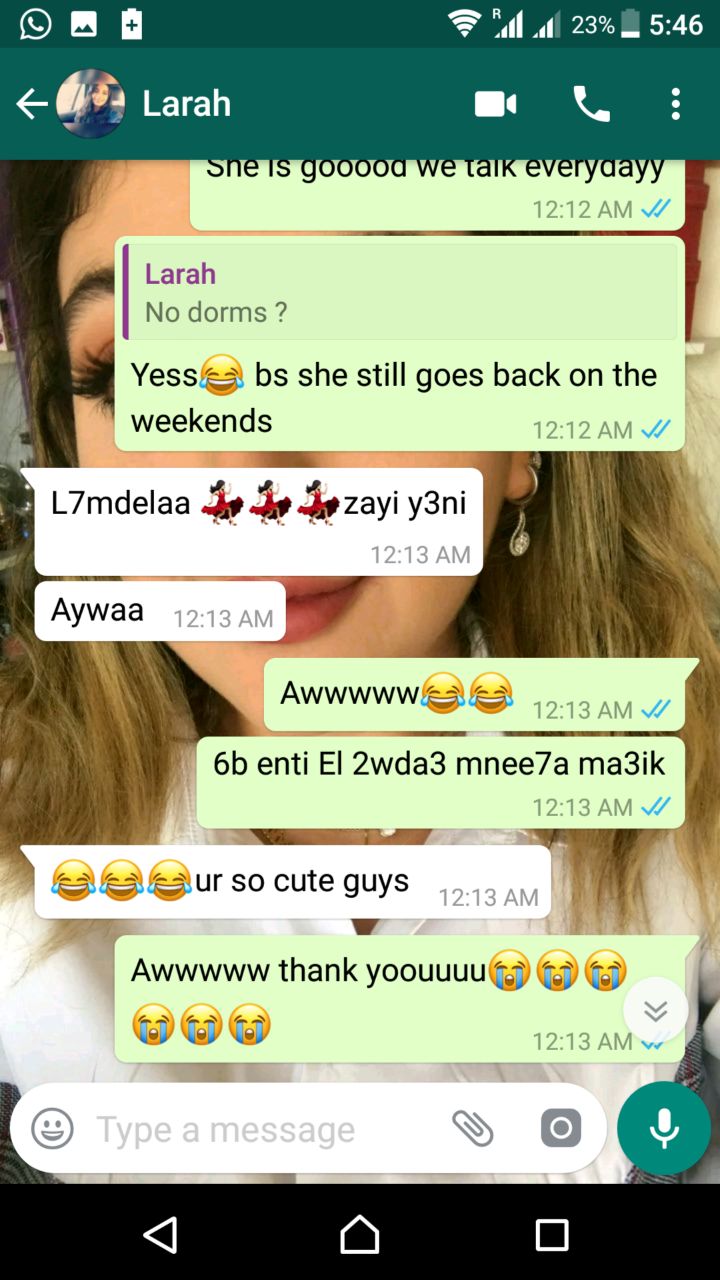 R 23% 5:46
Larah
She is gooood we talk everydayy
12:12 AM
Larah
No dorms ?
Yess😂 bs she still goes back on the
weekends 12:12 AM
L7mdelaa 💃💃💃zayi y3ni
12:13 AM
Aywaa 12:13 AM
Awwwww😂😂 12:13 AM
6b enti El 2wda3 mnee7a ma3ik
12:13 AM
😂😂😂ur so cute guys 12:13 AM
Awwwww thank yoouuuu😭😭😭
😭😭😭 12:13 AM
Type a message